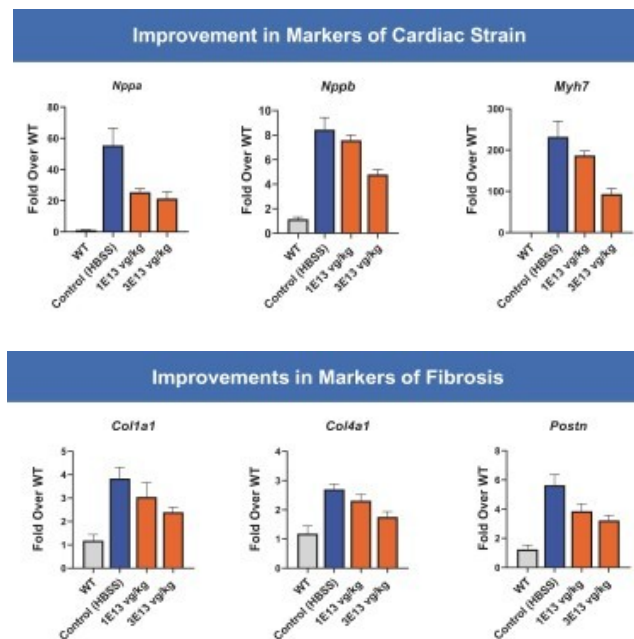 Improvement in Markers of Cardiac Strain
Nppa
Nppb
Myh7
Fold Over WT
80
60
40
20
0
WT
Control (HBSS)
1E13 vg/kg
3E13 vg/kg
Fold Over WT
10
8
6
4
2
0
WT
Control (HBSS)
1E13 vg/kg
3E13 vg/kg
Fold Over WT
300
200
100
0
WT
Control (HBSS)
1E13 vg/kg
3E13 vg/kg
Improvements in Markers of Fibrosis
Col1a1
Col4a1
Postn
Fold Over WT
5
4
3
2
1
0
WT
Control (HBSS)
1E13 vg/kg
3E13 vg/kg
Fold Over WT
4
3
2
1
0
WT
Control (HBSS)
1E13 vg/kg
3E13 vg/kg
Fold Over WT
8
6
4
2
0
WT
Control (HBSS)
1E13 vg/kg
3E13 vg/kg